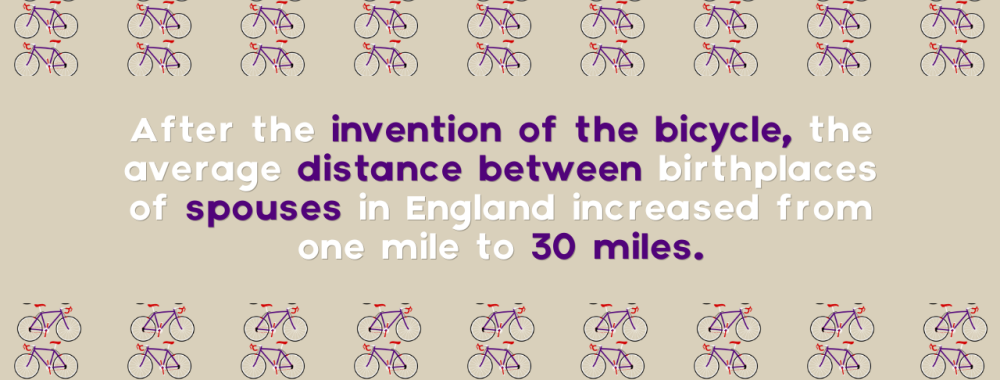 After the invention of the bicycle, the
average distance between birthplaces
of spouses in England increased from
one mile to 30 miles.